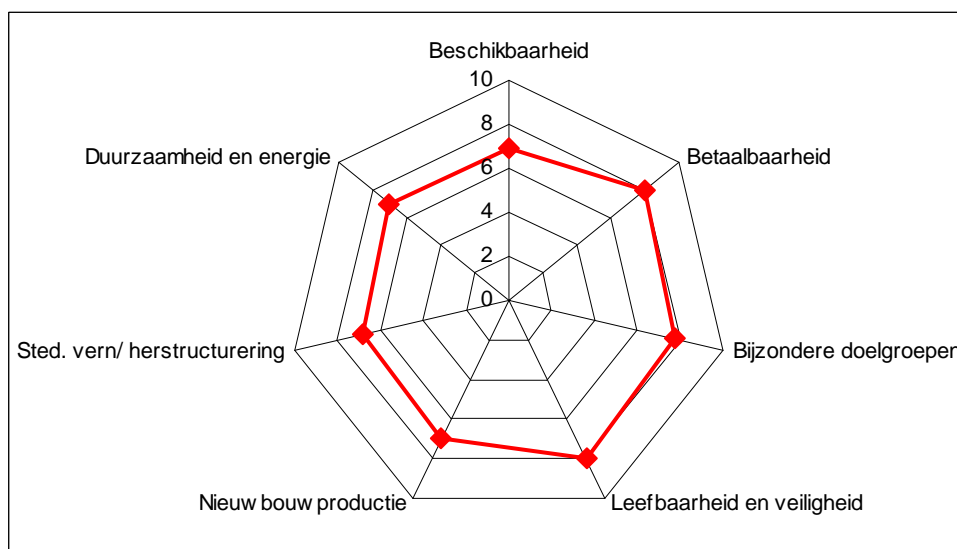 Beschikbaarheid
10
8
6
4
2
0
Betaalbaarheid
Bijzondere doelgroepen
Leefbaarheid en veiligheid
Nieuw bouw productie
Sted. vern/ herstructurering
Duurzaamheid en energie